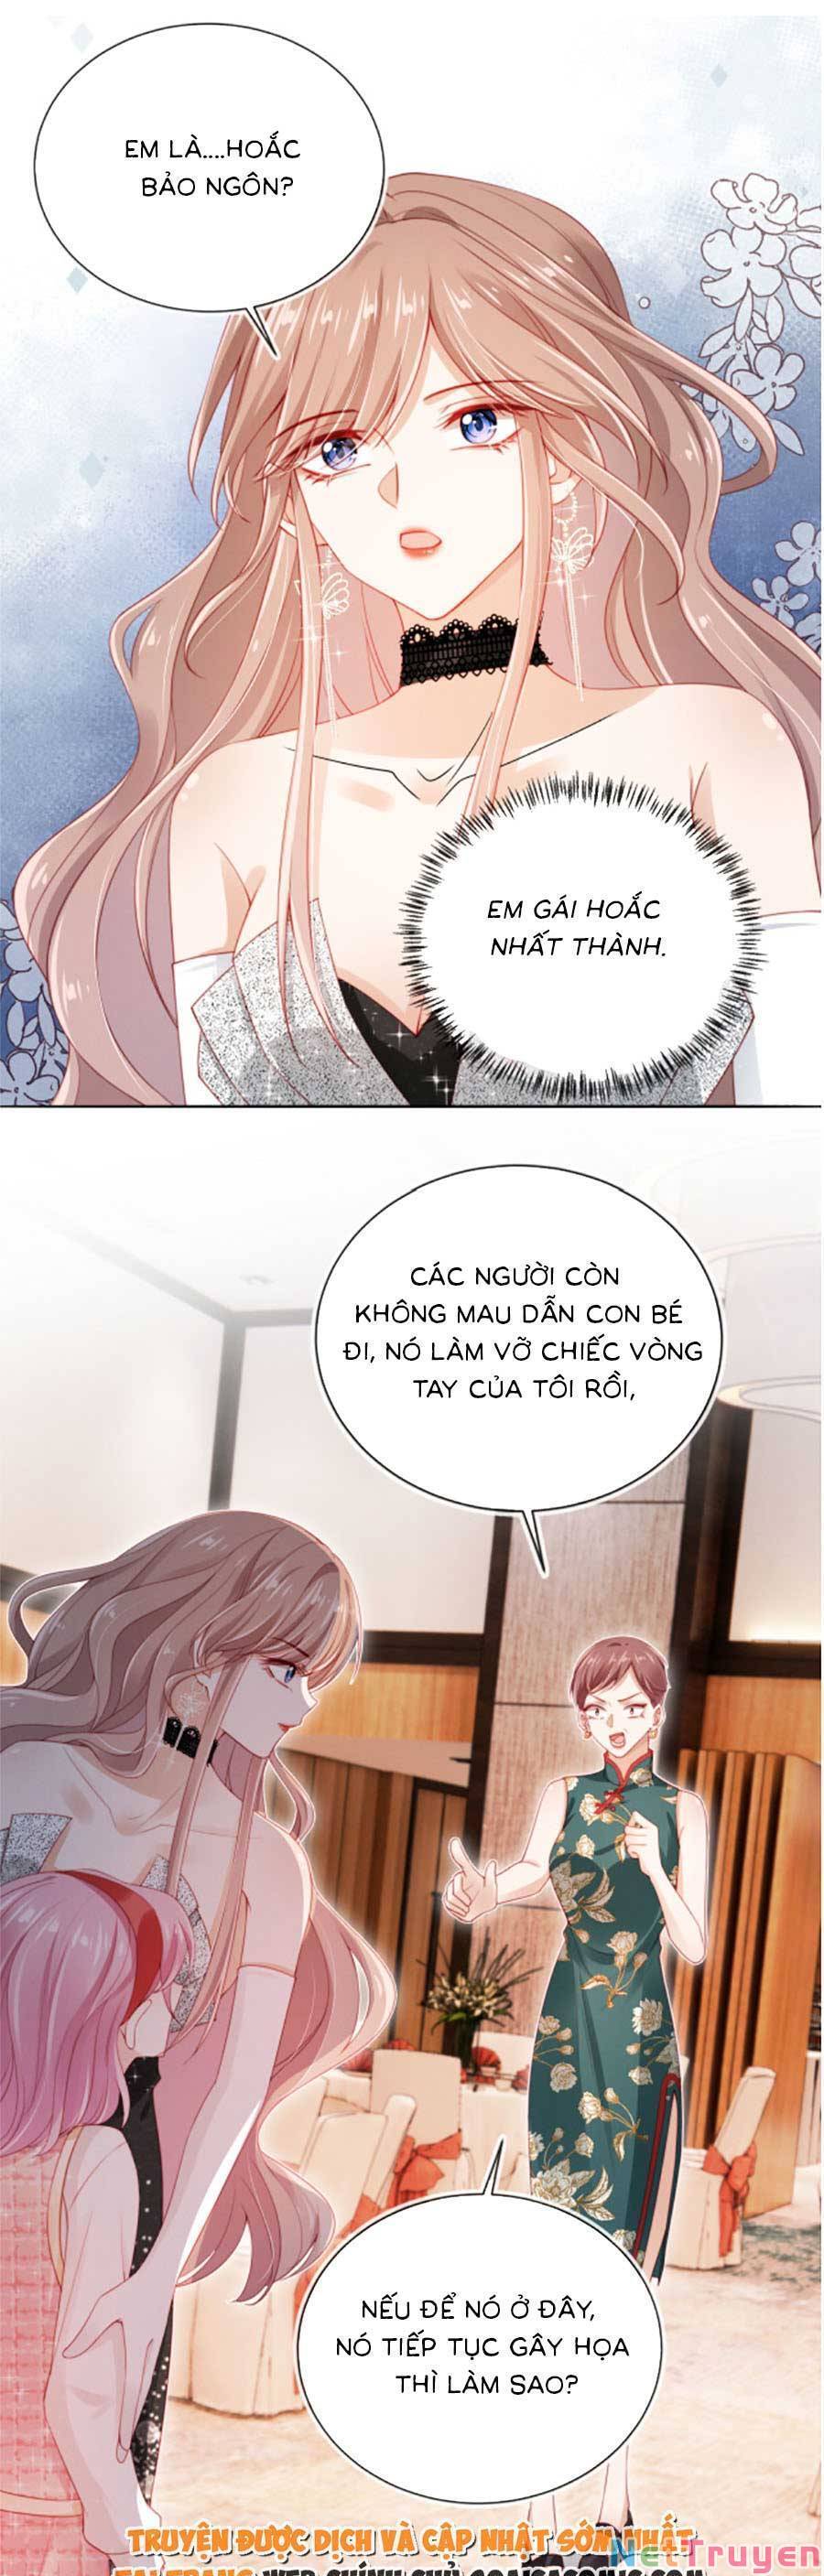 EM LÀ....HOẮC
BẢO NGÔN?
EM GÁI HOẮC
NHẤT THÀNH.
CÁC NGƯỜI CÒN
KHÔNG MAU DẪN CON BÉ
ĐI, NÓ LÀM VỠ CHIẾC VÒNG
TAY CỦA TÔI RỒI,
NẾU ĐỂ NÓ Ở ĐÂY,
NÓ TIẾP TỤC GÂY HỌA
THÌ LÀM SAO?
TRUYỆN ĐƯỢC DỊCH VÀ CẬP NHẬT SỚM NHẤT
NetTruyen